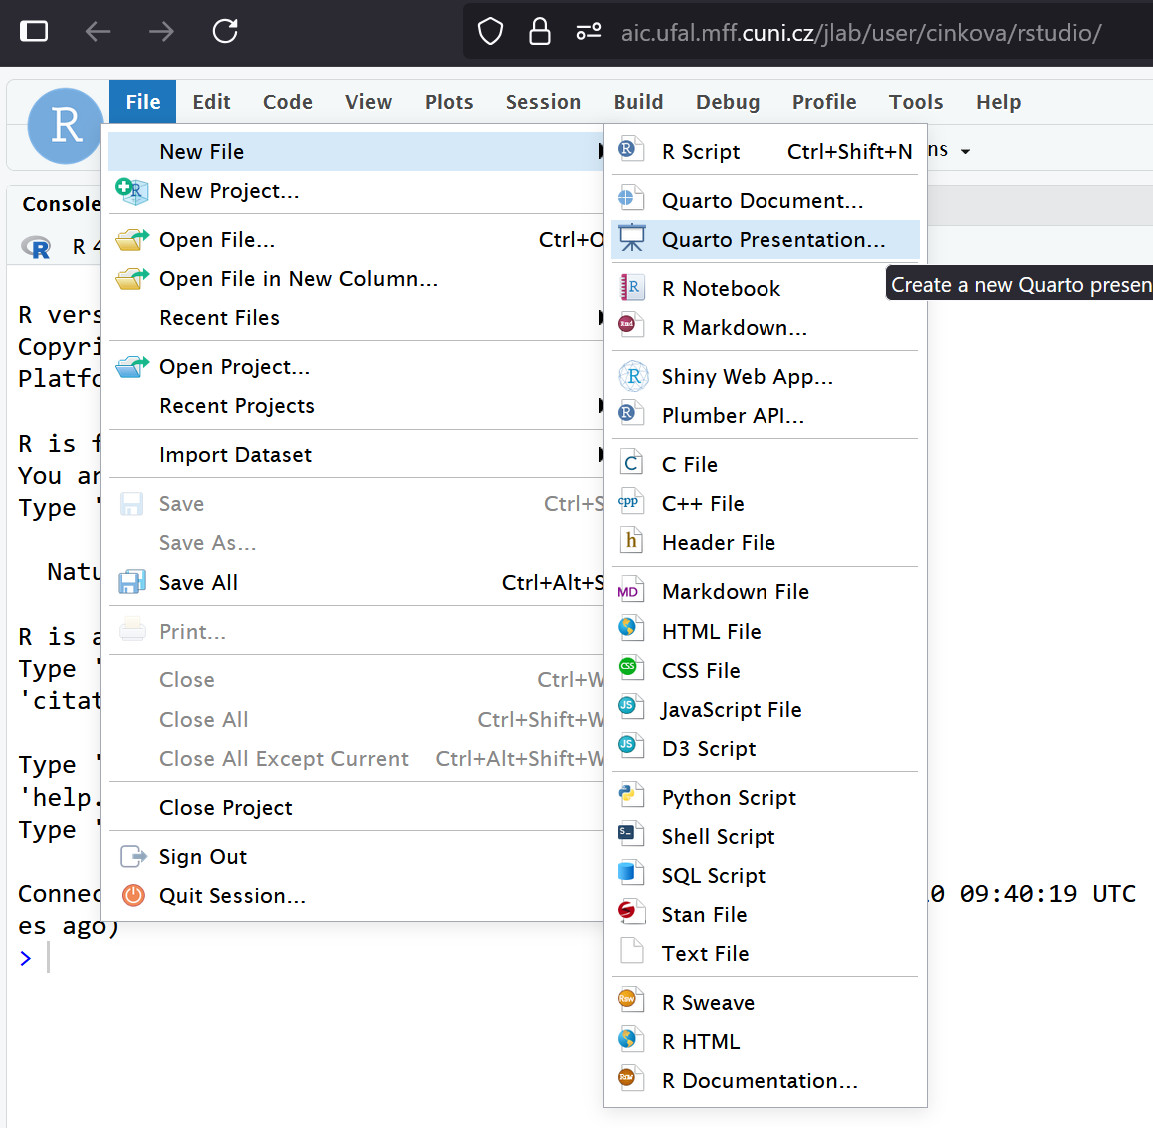 aic.ufal.mff.cuni.cz/jlab/user/cinkova/rstudio/
R
File Edit Code View Plots Session Build Debug Profile Tools Help
New File
New Project...
Open File... Ctrl+O
Open File in New Column...
Recent Files
Open Project...
Recent Projects
Import Dataset
Save Ctrl+S
Save As...
Save All Ctrl+Alt+S
Print...
Close Ctrl+W
Close All Ctrl+Shift+W
Close All Except Current Ctrl+Alt+Shift+W
Close Project
Sign Out
Quit Session...
R Script Ctrl+Shift+N
Quarto Document...
Quarto Presentation...
Create a new Quarto presen
R Notebook
R Markdown...
Shiny Web App...
Plumber API...
C File
C++ File
Header File
Markdown File
HTML File
CSS File
JavaScript File
D3 Script
Python Script
Shell Script
SQL Script
Stan File
Text File
R Sweave
R HTML
R Documentation...
ns
Console
R 4
R vers
Copyri
Platfo
R is f
You ar
Type '
Natu
R is a
Type '
'citat
Type '
'help.
Type '
Connec 09:40:19 UTC
es ago)
>